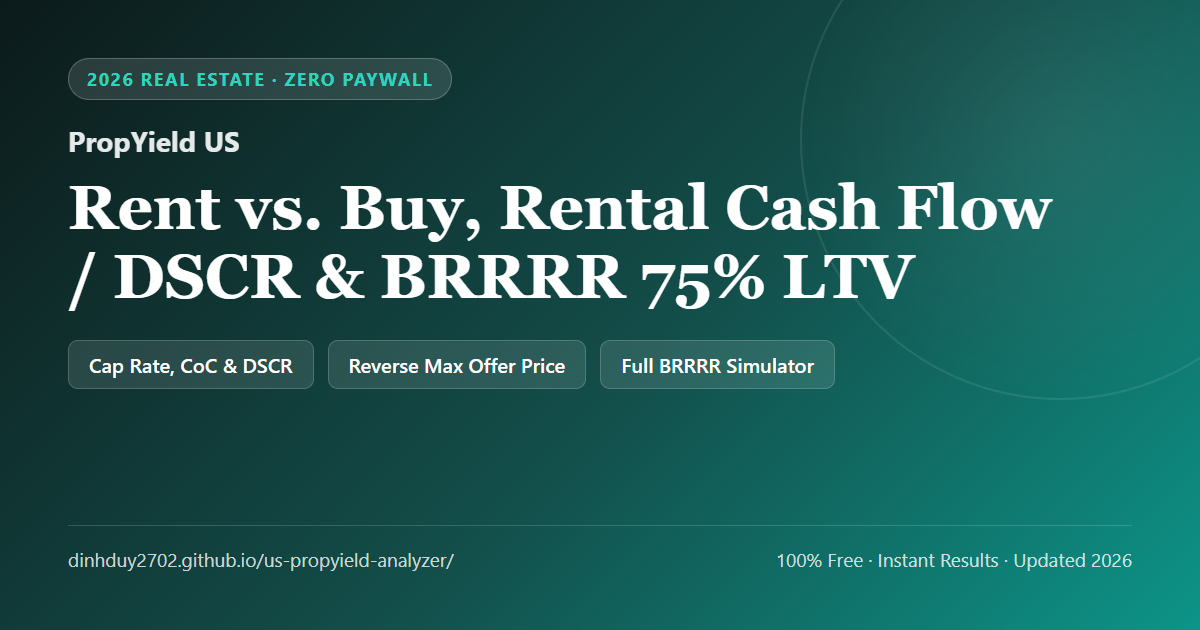 2026 REAL ESTATE · ZERO PAYWALL
PropYield US
Rent vs. Buy, Rental Cash Flow
/ DSCR & BRRRR 75% LTV
Cap Rate, CoC & DSCR
Reverse Max Offer Price
Full BRRRR Simulator
dinhduy2702.github.io/us-propyield-analyzer/
100% Free · Instant Results · Updated 2026